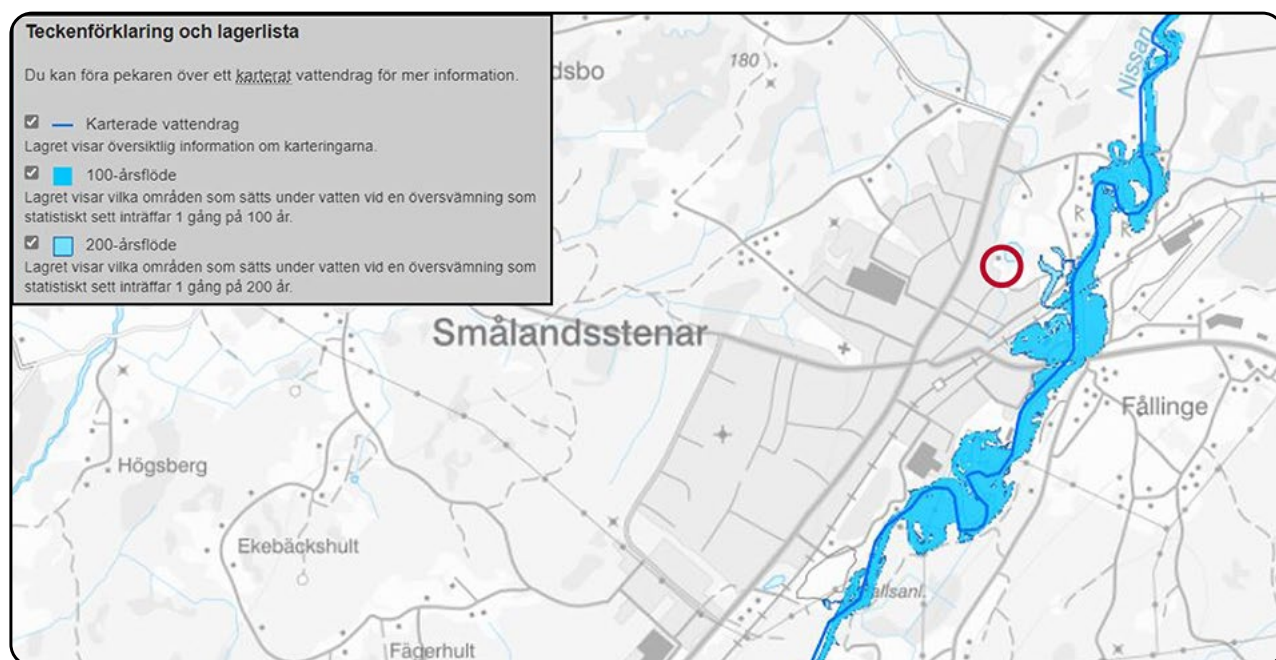 Teckenförklaring och lagerlista
Du kan föra pekaren över ett karterat vattendrag för mer information.
Karterade vattendrag
Lagret visar översiktlig information om karteringarna.
100-årsflöde
Lagret visar vilka områden som sätts under vatten vid en översvämning som
statistiskt sett inträffar 1 gång på 100 år.
200-årsflöde
Lagret visar vilka områden som sätts under vatten vid en översvämning som
statistiskt sett inträffar 1 gång på 200 år.
dsbo
180
Nissan
R
R
Smålandsstenar
Fållinge
Högsberg
Ekebäckshult
Fägerhult